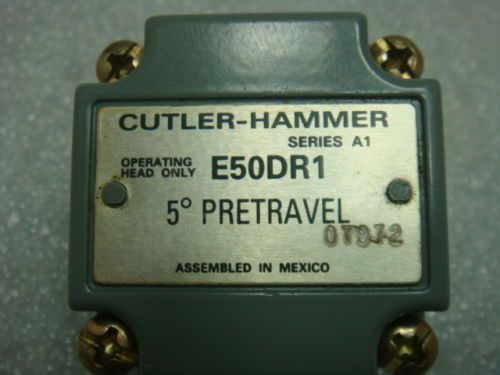 CUTLER-HAMMER
SERIES A1
OPERATING
HEAD ONLY E50DR1
5° PRETRAVEL
ASSEMBLED IN MEXICO